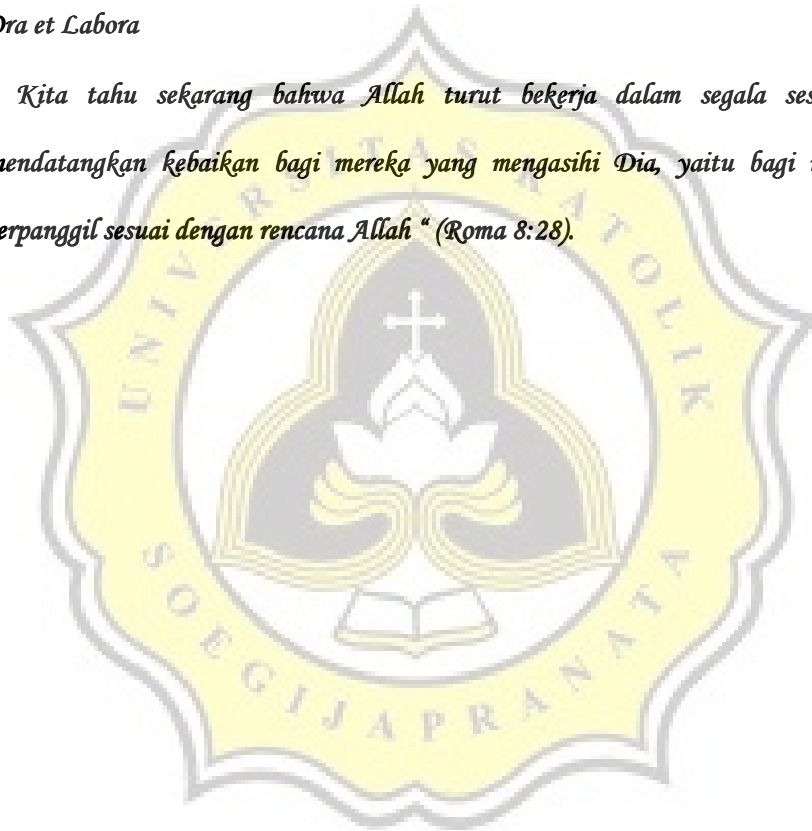 Ora et Labora
Kita tahu sekarang bahwa Allah turut bekerja dalam segala ses
mendatangkan kebaikan bagi mereka yang mengasihi Dia, yaitu bagi
erpanggil sesuai dengan rencana Allah “ (Roma 8:28).
UNIVERSITAS KATOLIK
SOEGIJAPRANATA